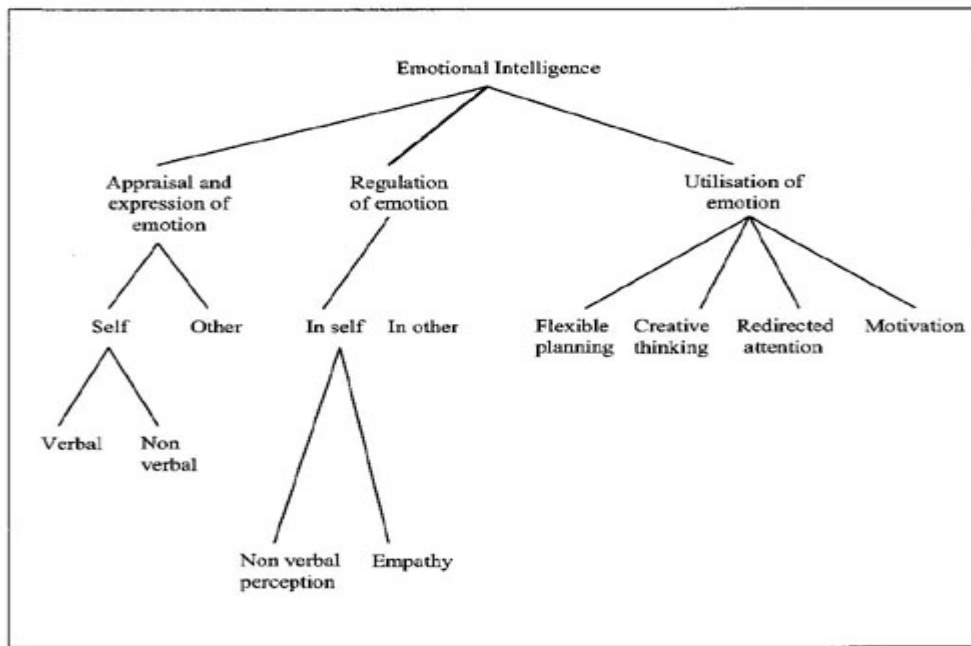 Emotional Intelligence
Appraisal and
expression of
emotion
Regulation
of emotion
Utilisation of
emotion
Self
Other
In self
In other
Flexible
planning
Creative
thinking
Redirected
attention
Motivation
Verbal
Non
verbal
Non verbal
perception
Empathy